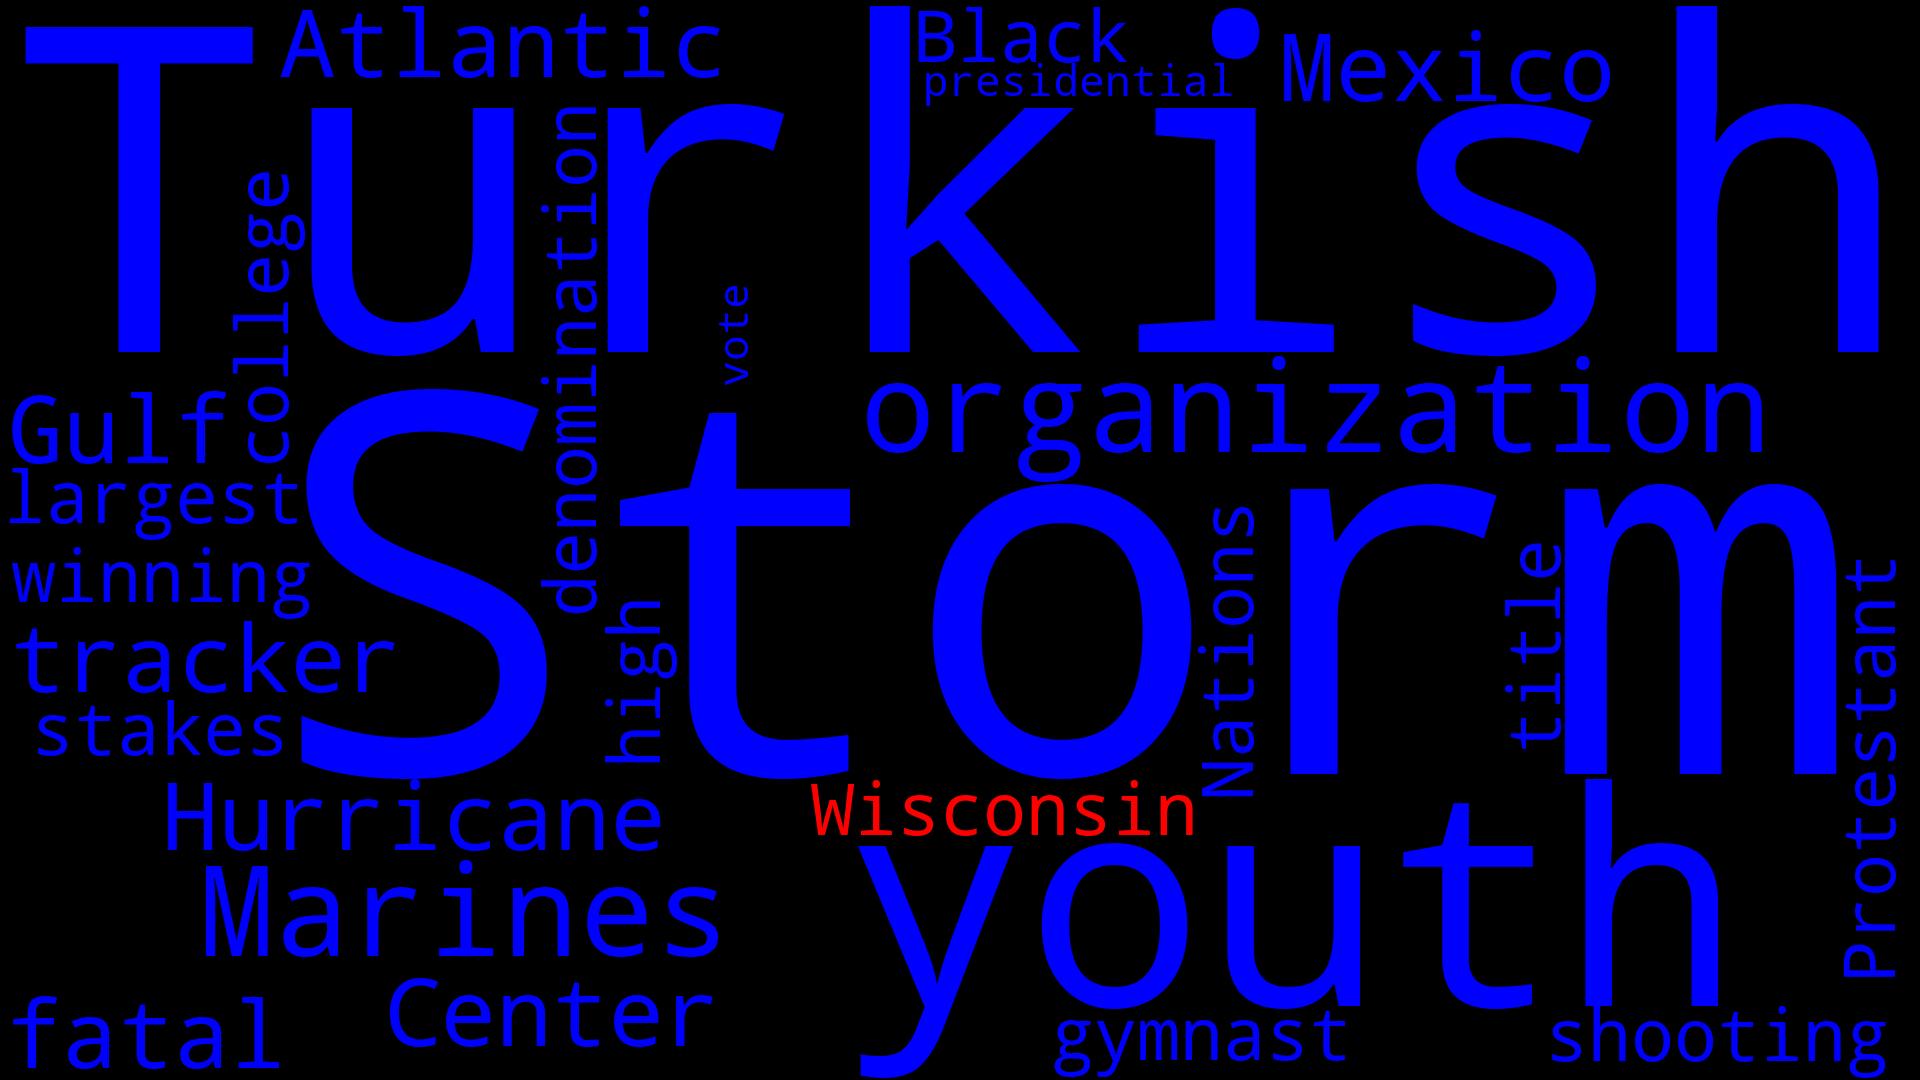 Atlantic
Black
presidential
Mexico
Turkish
college
denomination
vote
Gulf
organization
largest
Storm
winning
high
Nations
title
Protestant
tracker
stakes
Hurricane
Wisconsin
youth
Marines
Center
fatal
gymnast
shooting